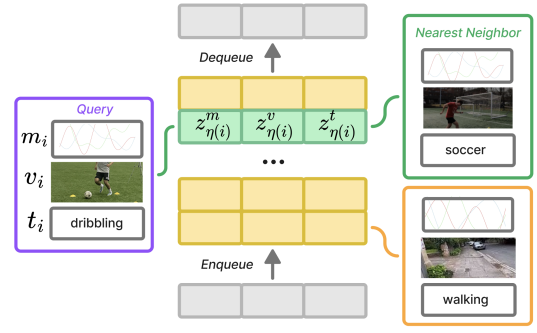 Dequeue
Nearest Neighbor
Query
m_i
v_i
t_i
dribbling
z^m_{η(i)} z^v_{η(i)} z^t_{η(i)}
soccer
...
Enqueue
walking